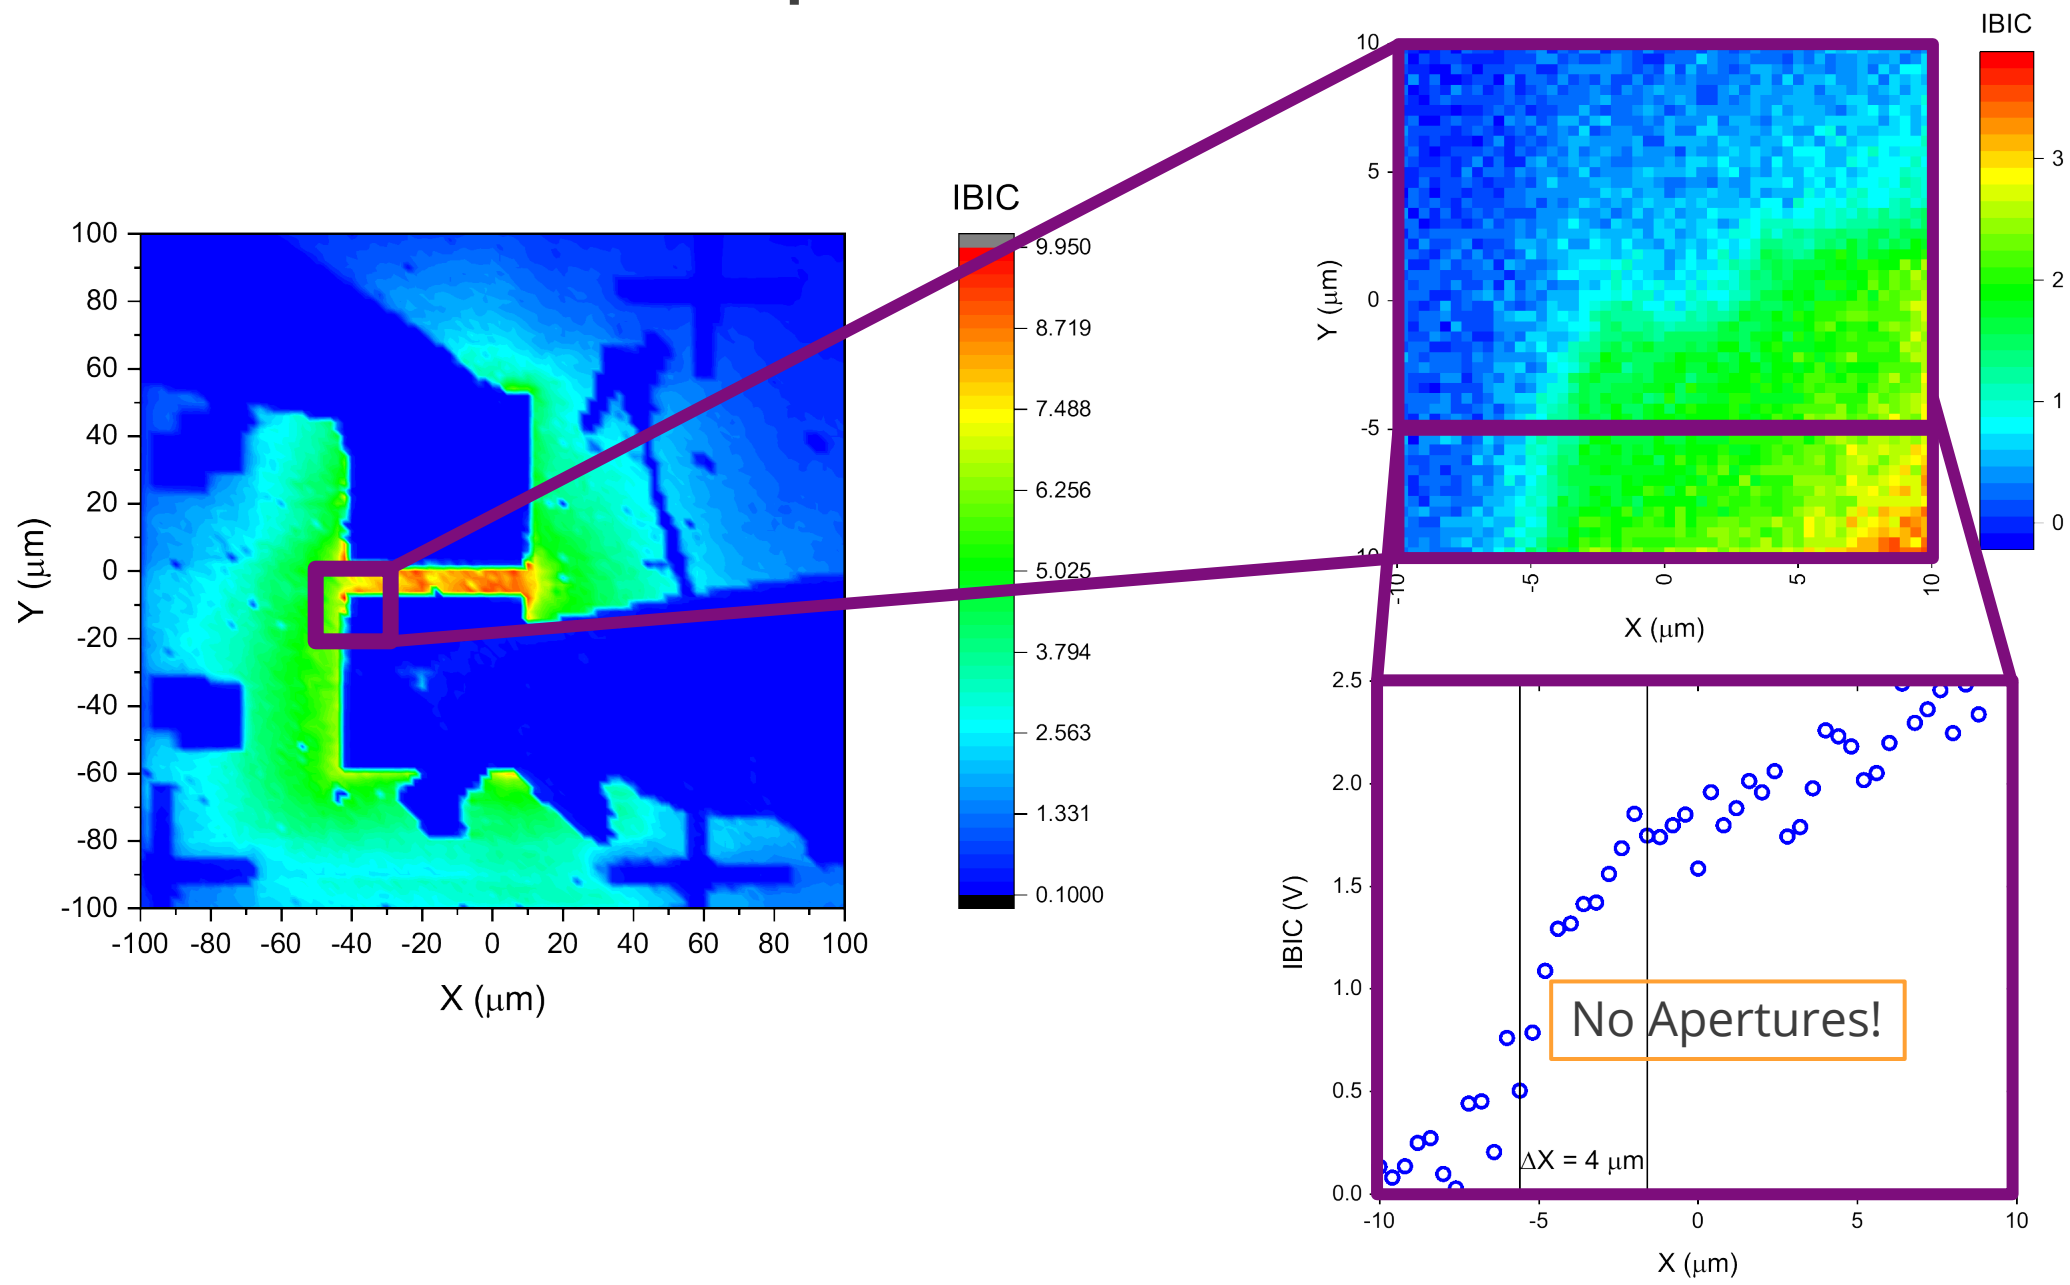 IBIC
100
80
60
40
20
0
-20
-40
-60
-80
-100
Y (μm)
-100 -80 -60 -40 -20 0 20 40 60 80 100
X (μm)
9.950
8.719
7.488
6.256
5.025
3.794
2.563
1.331
0.1000
IBIC
10
5
0
-5
Y (μm)
-5 0 5 10
X (μm)
3
2
1
0
2.5
2.0
1.5
1.0
0.5
0.0
IBIC (V)
No Apertures!
ΔX = 4 μm
-10 -5 0 5 10
X (μm)